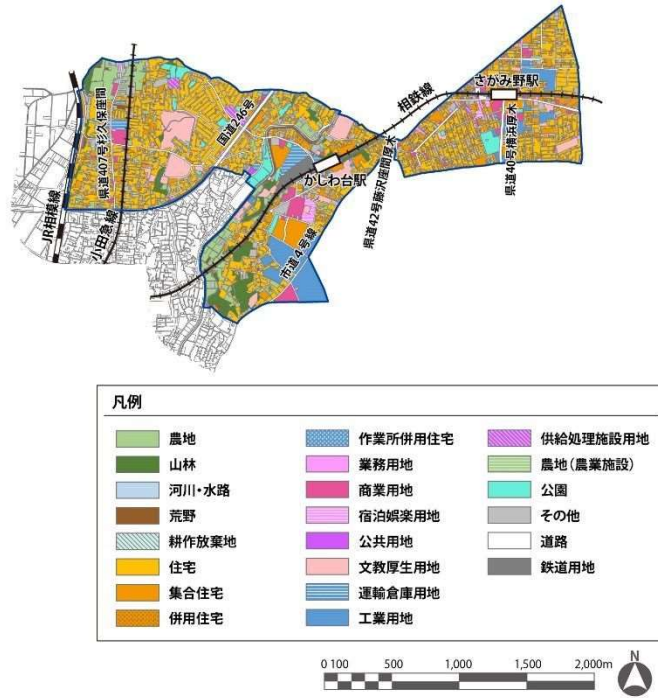 さがみ野駅
相鉄線
国道246号
県道407号杉久保座間
県道40号横浜厚木
かしわ台駅
県道42号藤沢座間厚木
JR相模線
小田急線
市道4号線
凡例
農地
山林
河川・水路
荒野
耕作放棄地
住宅
集合住宅
併用住宅
作業所併用住宅
業務用地
商業用地
宿泊娯楽用地
公共用地
文教厚生用地
運輸倉庫用地
工業用地
供給処理施設用地
農地(農業施設)
公園
その他
道路
鉄道用地
0 100 500 1,000 1,500 2,000m
N